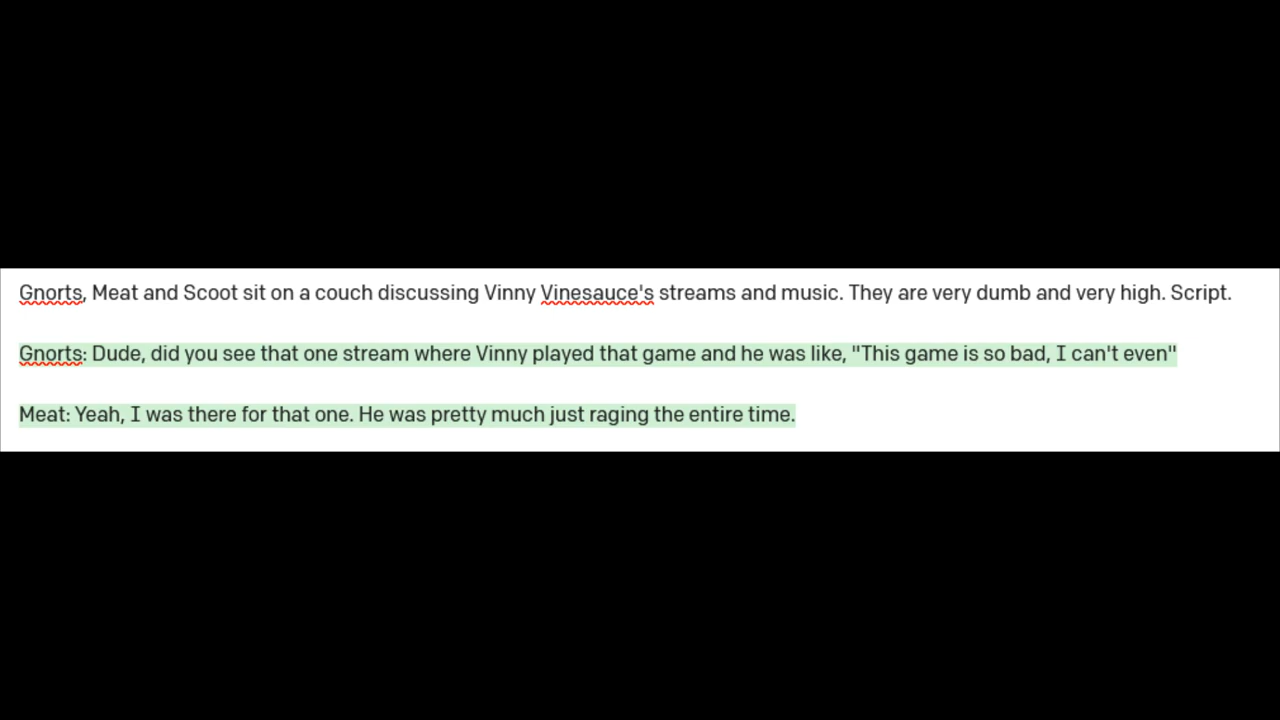 Gnorts, Meat and Scoot sit on a couch discussing Vinny Vinesauce's streams and music. They are very dumb and very high. Script.
Gnorts: Dude, did you see that one stream where Vinny played that game and he was like, "This game is so bad, I can't even"
Meat: Yeah, I was there for that one. He was pretty much just raging the entire time.